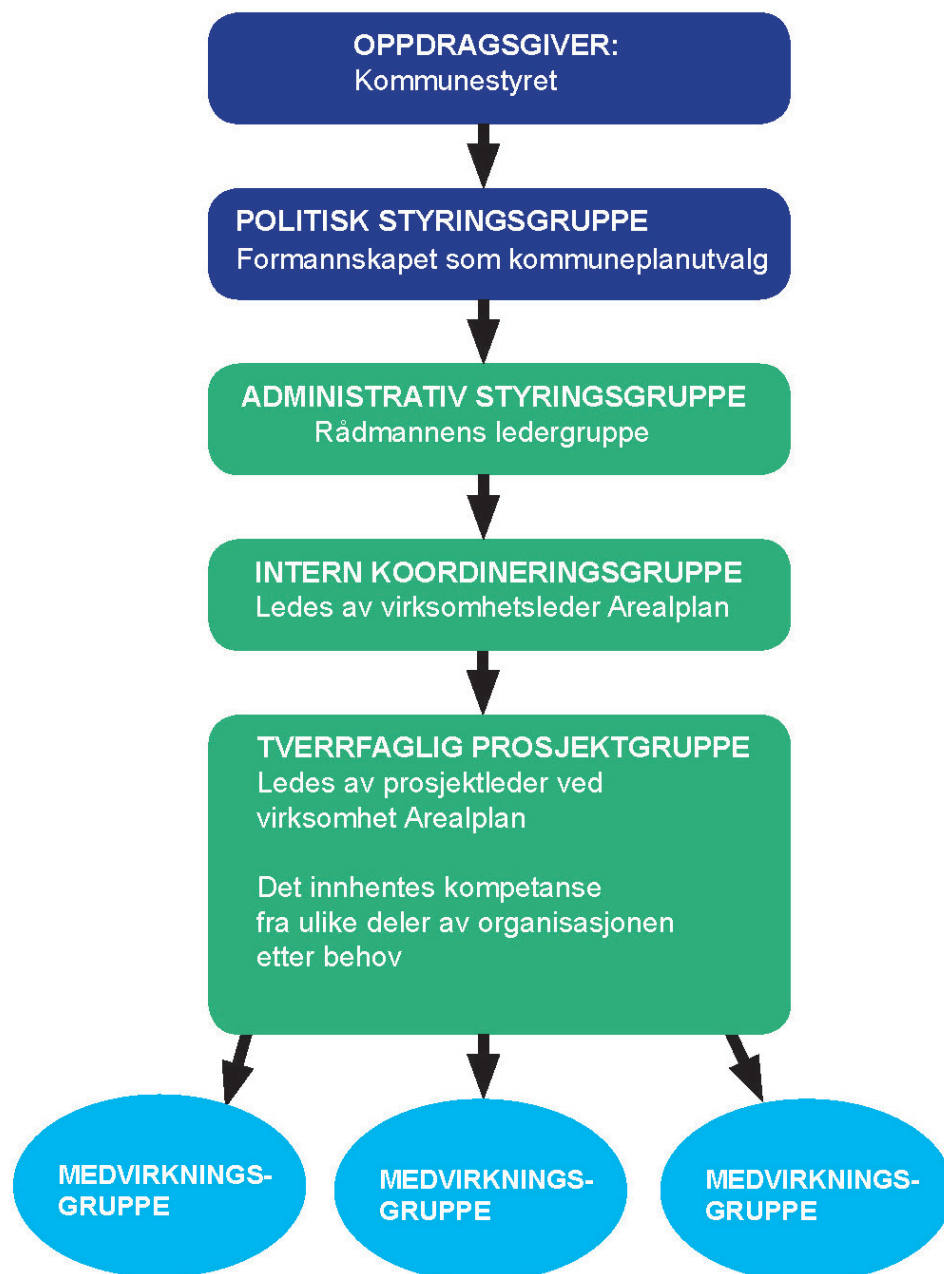 OPPDRAGSGIVER:
Kommunestyret
POLITISK STYRINGSGRUPPE
Formannskapet som kommuneplanutvalg
ADMINISTRATIV STYRINGSGRUPPE
Rådmannens ledergruppe
INTERN KOORDINERINGSGRUPPE
Ledes av virksomhetsleder Arealplan
TVERRFAGLIG PROSJEKTGRUPPE
Ledes av prosjektleder ved
virksomhet Arealplan
Det innhentes kompetanse
fra ulike deler av organisasjonen
etter behov
MEDVIRKNINGS-
GRUPPE
MEDVIRKNINGS-
GRUPPE
MEDVIRKNINGS-
GRUPPE